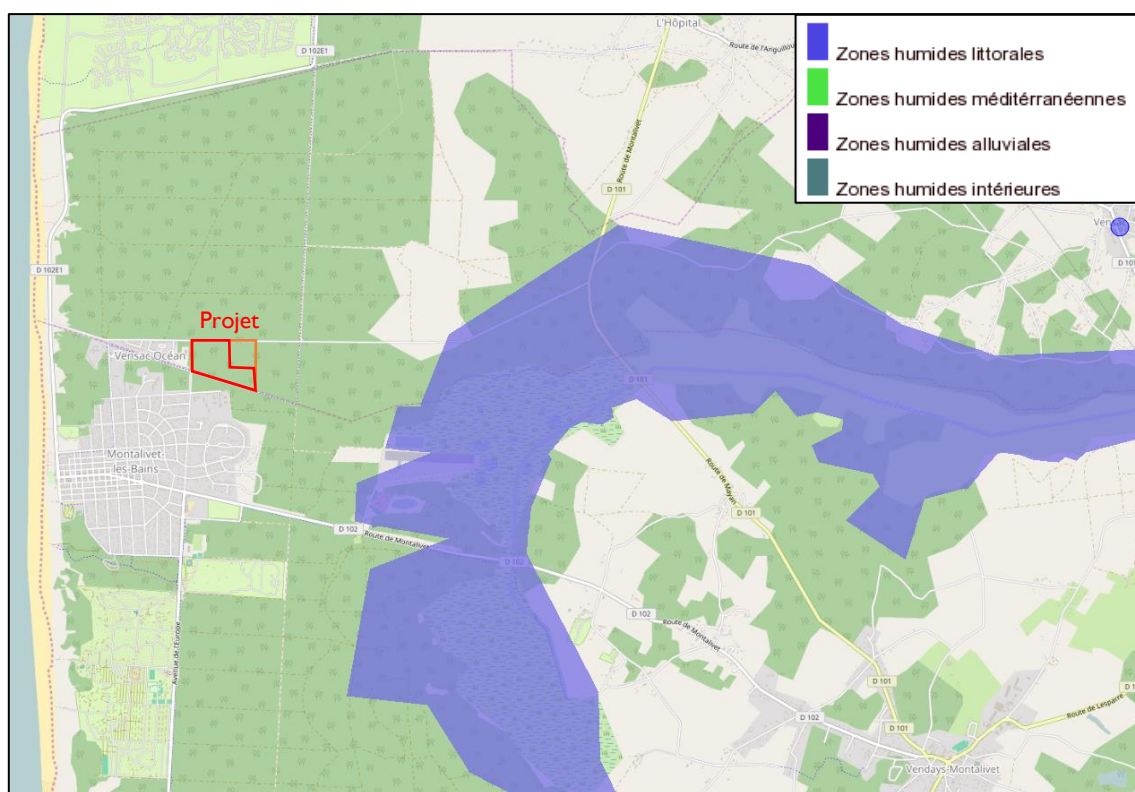 L'Hôpital
Route de l'Anguillou
D 102E1
D 102E1
D 102E1
Route de Montalivet
D 101
Zones humides littorales
Zones humides méditérranéennes
Zones humides alluviales
Zones humides intérieures
D 101
Projet
Vensac-Océan
Montalivet-
les-Bains
D 101
D 102
Route de Montalivet
D 102
Route de Mayan
D 101
Avenue de l'Europe
D 102
Route de Montalivet
D 101
D 102
D 101
Route de Lesparre
Vendays-Montalivet